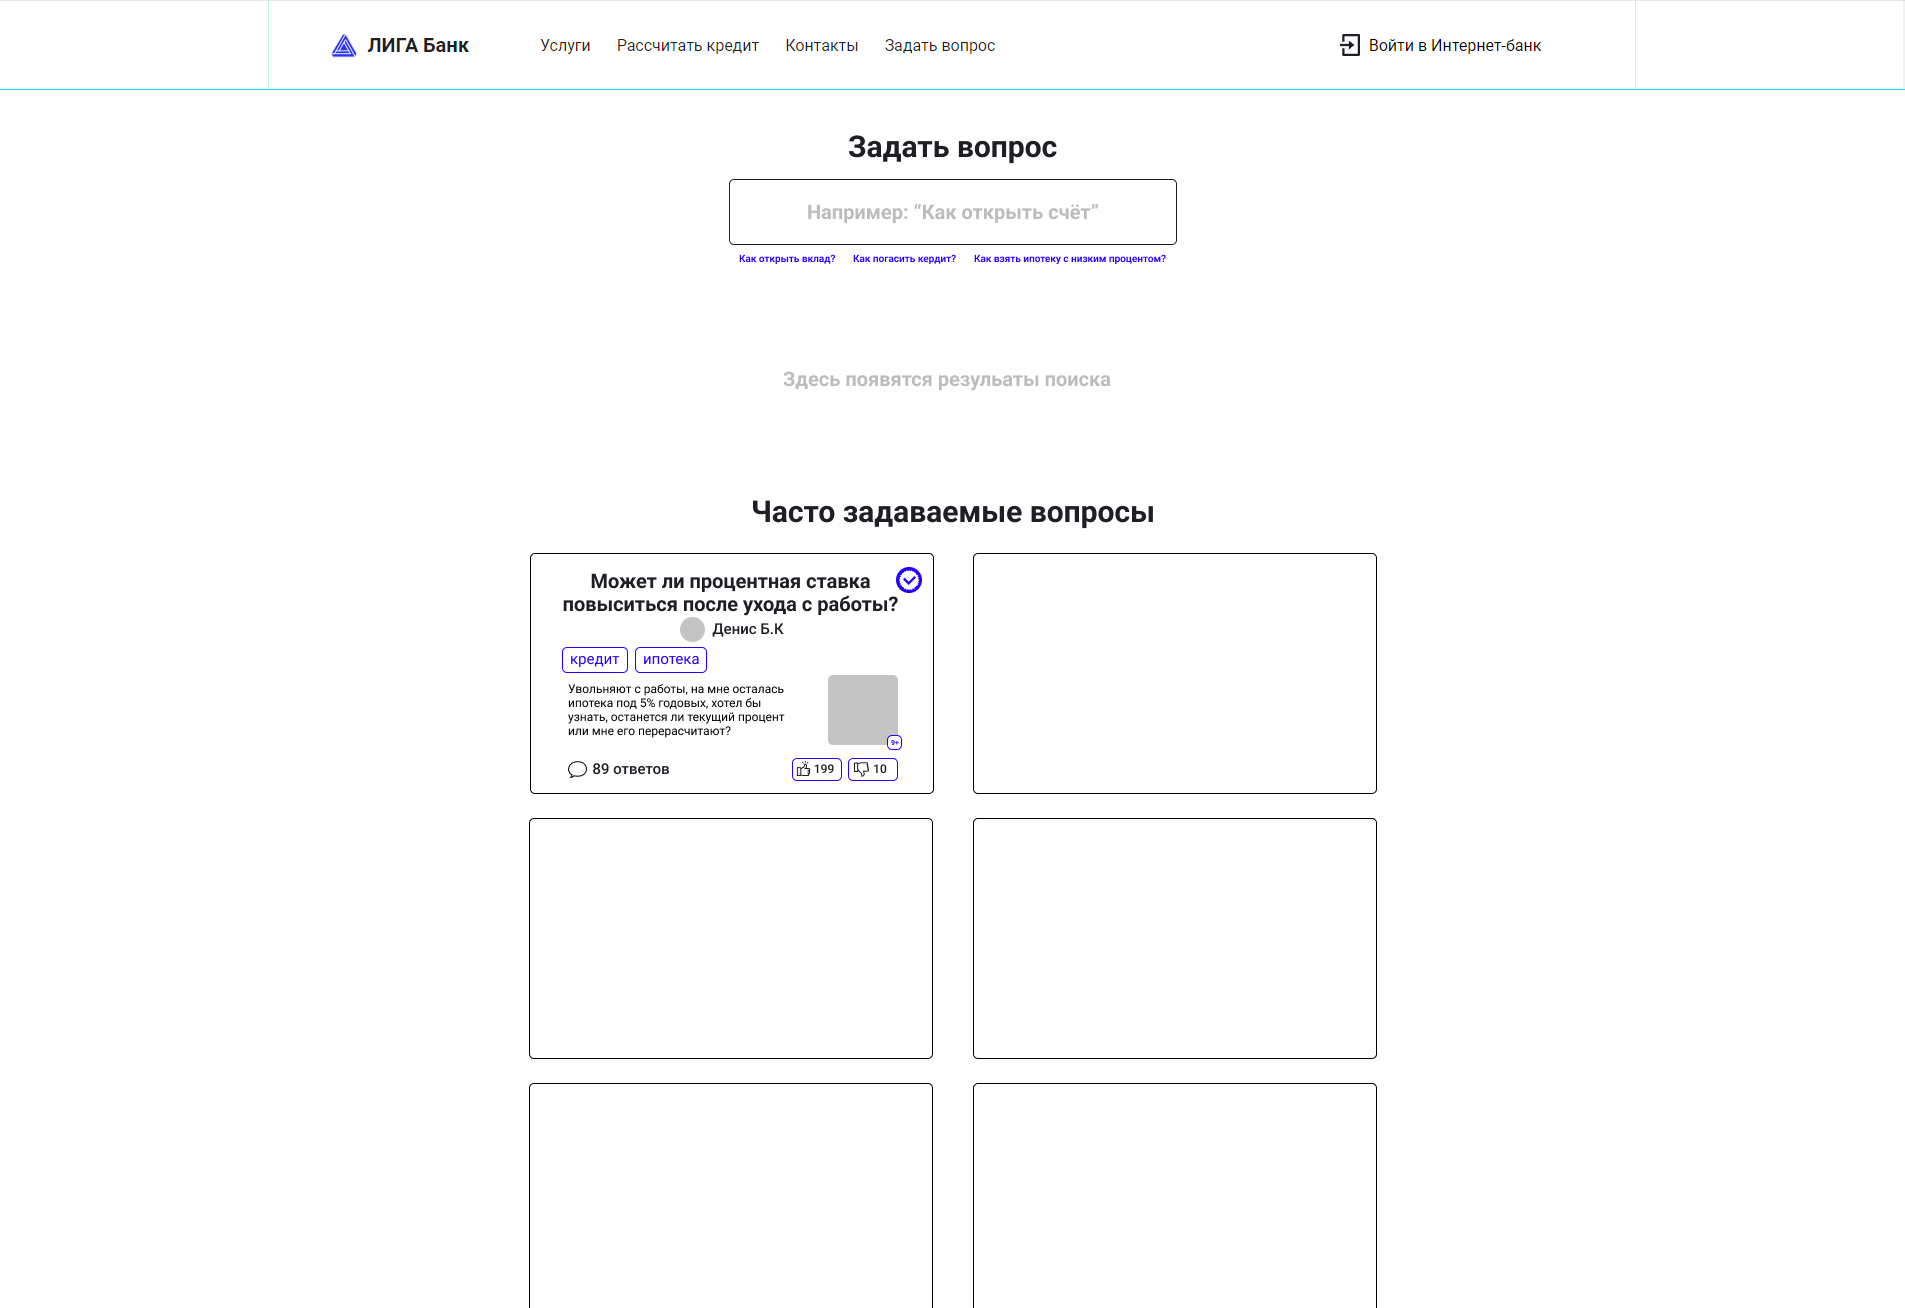 ЛИГА Банк
Услуги
Рассчитать кредит
Контакты
Задать вопрос
Войти в Интернет-банк
Задать вопрос
Например: “Как открыть счёт”
Как открыть вклад?
Как погасить кердит?
Как взять ипотеку с низким процентом?
Здесь появятся резульаты поиска
Часто задаваемые вопросы
Может ли процентная ставка
повыситься после ухода с работы?
Денис Б.К
кредит
ипотека
Увольняют с работы, на мне осталась
ипотека под 5% годовых, хотел бы
узнать, останется ли текущий процент
или мне его перерасчитают?
9+
89 ответов
199
10